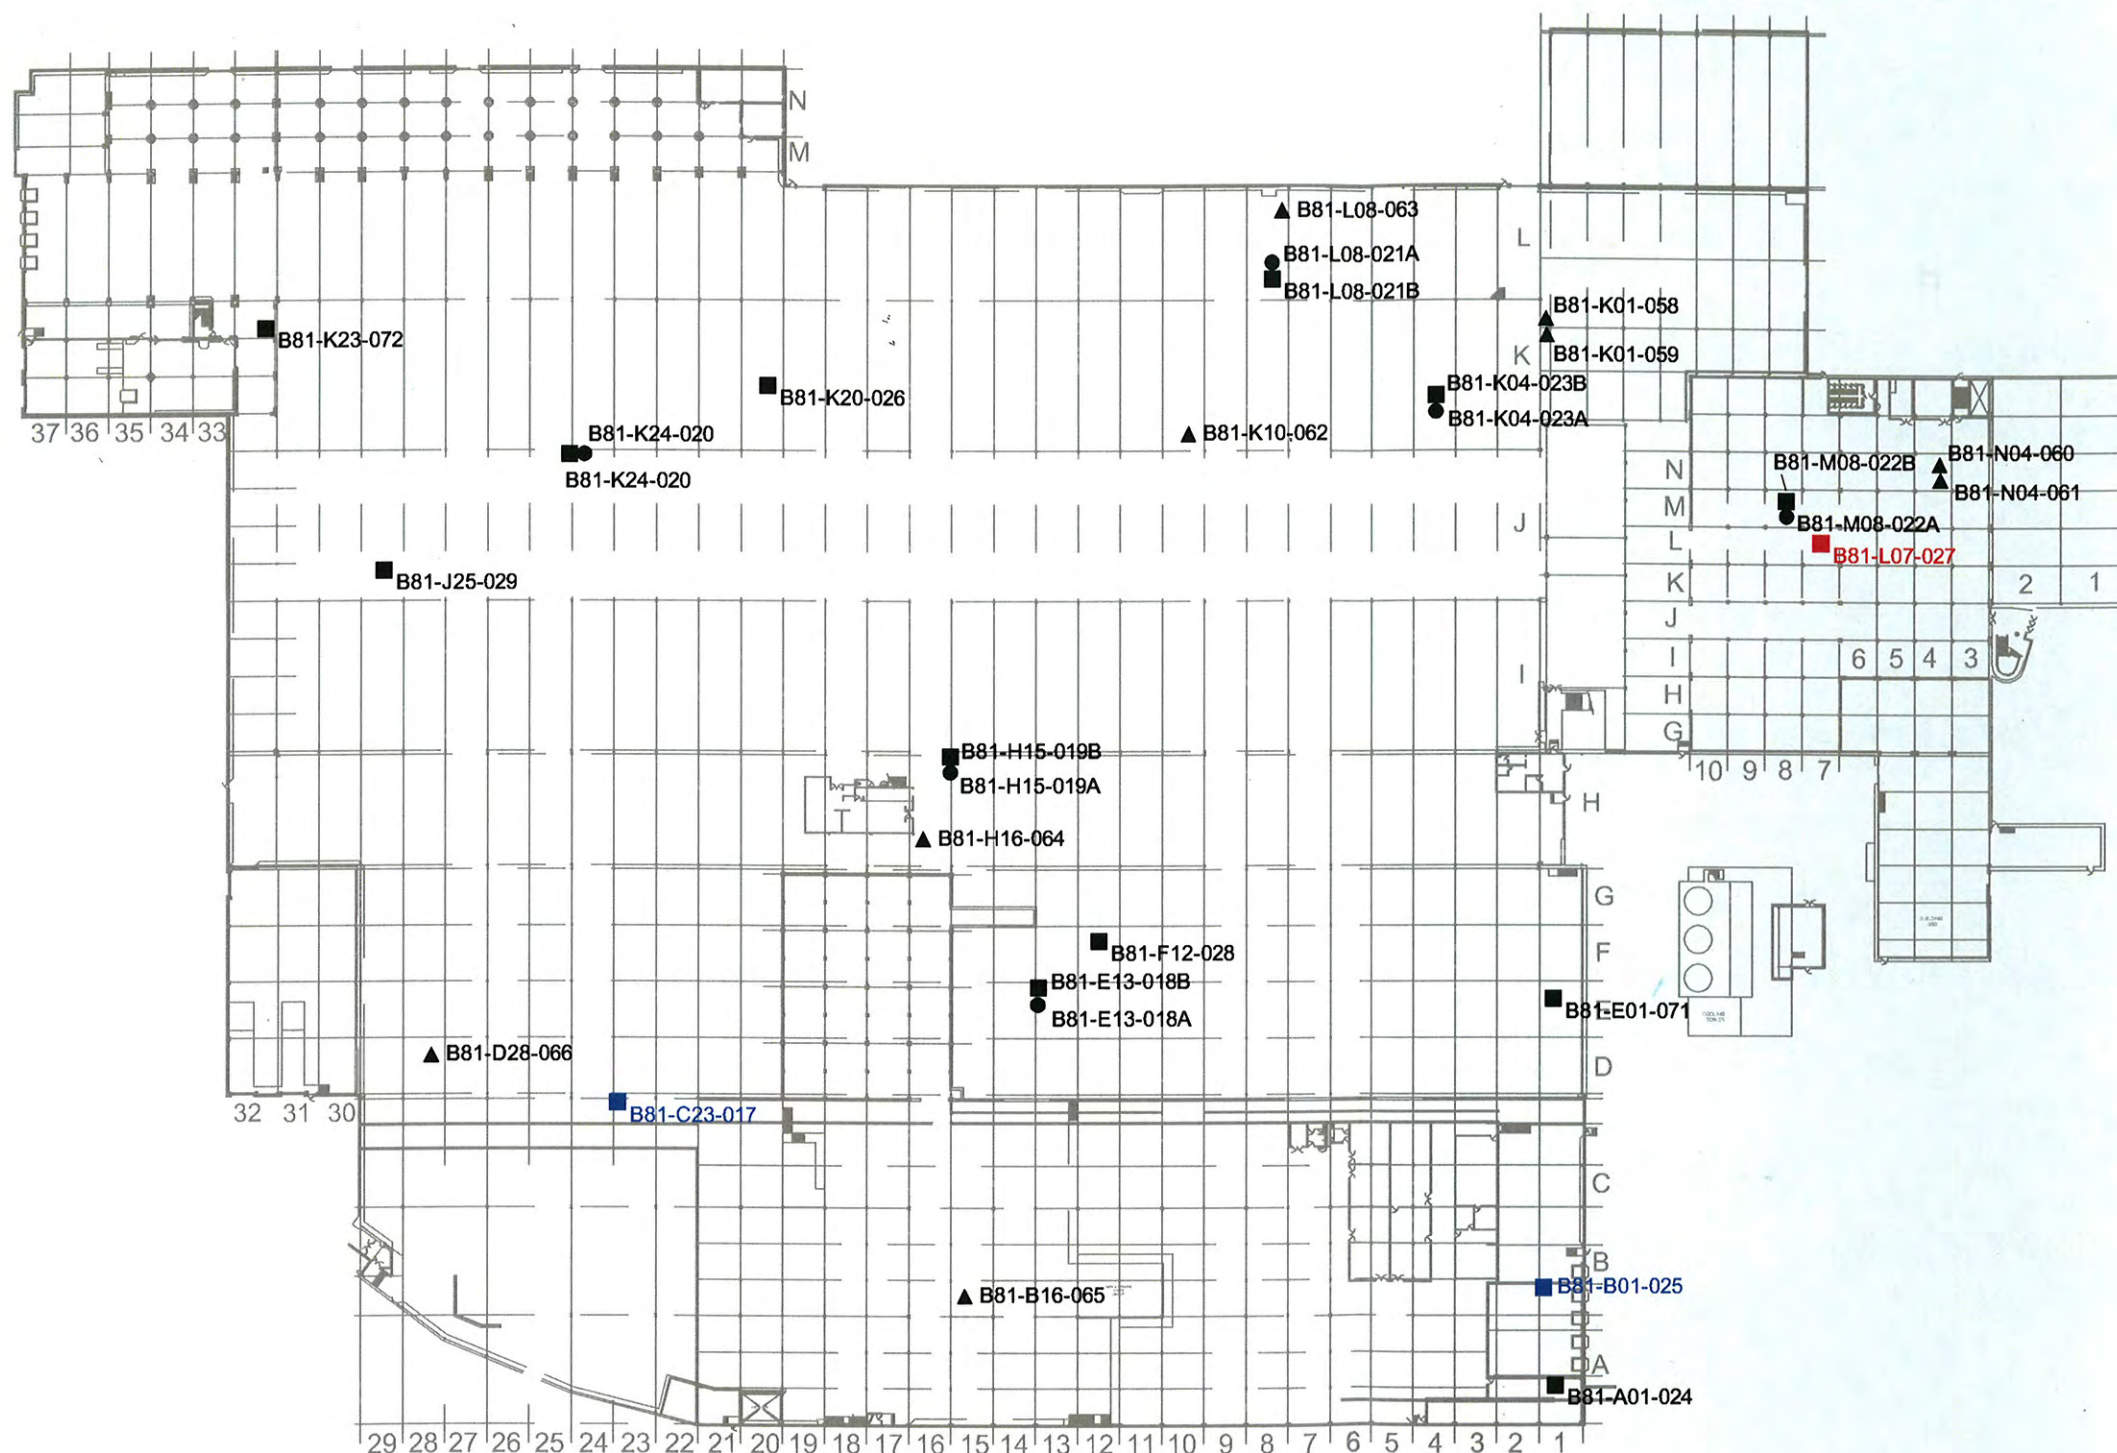 N
M
B81-L08-063
L
B81-L08-021A
B81-L08-021B
B81-K01-058
B81-K23-072
K
B81-K01-059
B81-K20-026
B81-K04-023B
B81-K04-023A
37 36 35 34 33
B81-K24-020
B81-K10-062
B81-K24-020
N
B81-M08-022B
B81-N04-060
B81-N04-061
M
B81-M08-022A
J
L
B81-L07-027
B81-J25-029
K
2 1
J
I
I
6 5 4 3
H
G
B81-H15-019B
10 9 8 7
B81-H15-019A
H
B81-H16-064
G
F
B81-F12-028
B81-E13-018B
E
B81-E01-071
B81-E13-018A
B81-D28-066
D
32 31 30
B81-C23-017
C
B
B81-B01-025
B81-B16-065
A
B81-A01-024
29 28 27 26 25 24 23 22 21 20 19 18 17 16 15 14 13 12 11 10 9 8 7 6 5 4 3 2 1